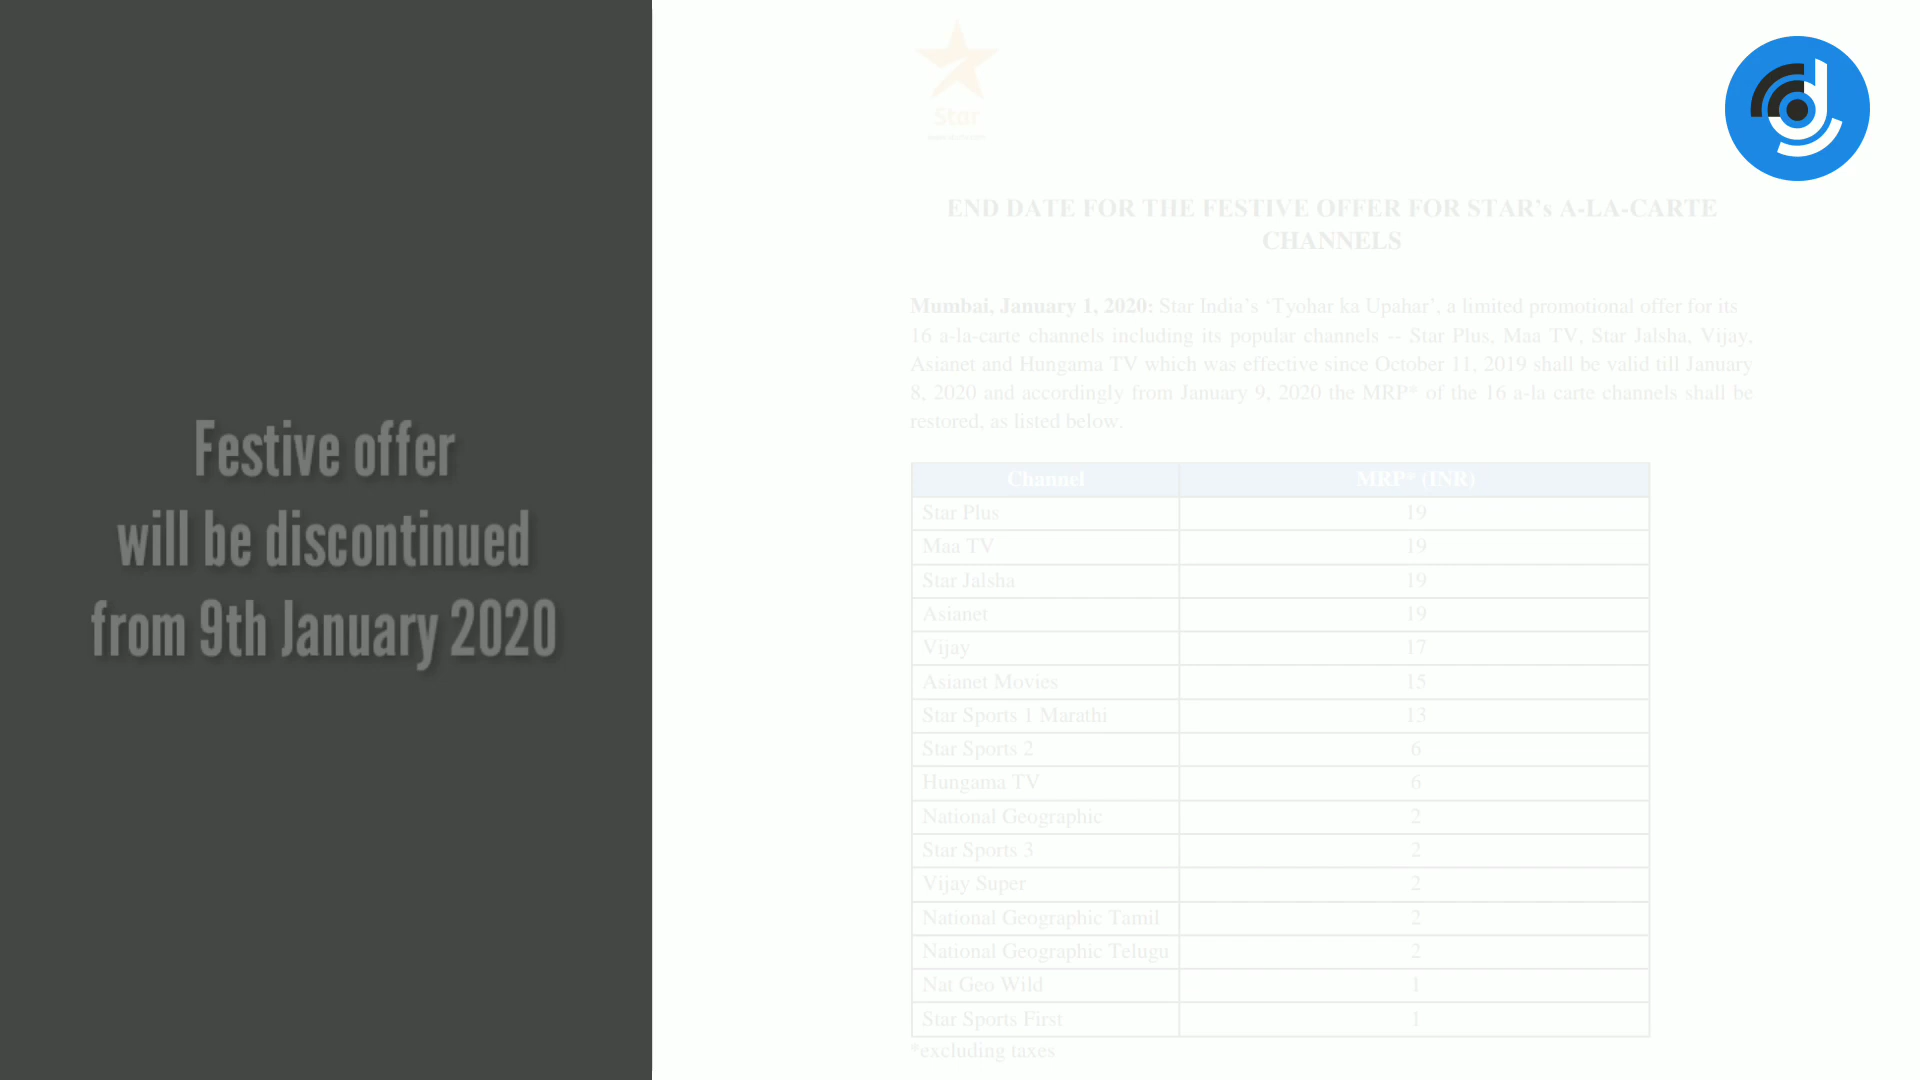 Festive offer
will be discontinued
from 9th January 2020
Star
END DATE FOR THE FESTIVE OFFER FOR STAR's A-LA-CARTE
CHANNELS
Mumbai, January 1, 2020: Star India's 'Tyohar ka Upahar', a limited promotional offer for its
16 a-la-carte channels including its popular channels -- Star Plus, Maa TV, Star Jalsha, Vijay,
Asianet and Hungama TV which was effective since October 11, 2019 shall be valid till January
8, 2020 and accordingly from January 9, 2020 the MRP* of the 16 a-la carte channels shall be
restored, as listed below.
Channel MRP* (INR)
Star Plus 19
Maa TV 19
Star Jalsha 19
Asianet 19
Vijay 17
Asianet Movies 15
Star Sports 1 Marathi 13
Star Sports 2 6
Hungama TV 6
National Geographic 2
Star Sports 3 2
Vijay Super 2
National Geographic Tamil 2
National Geographic Telugu 2
Nat Geo Wild 1
Star Sports First 1
*excluding taxes